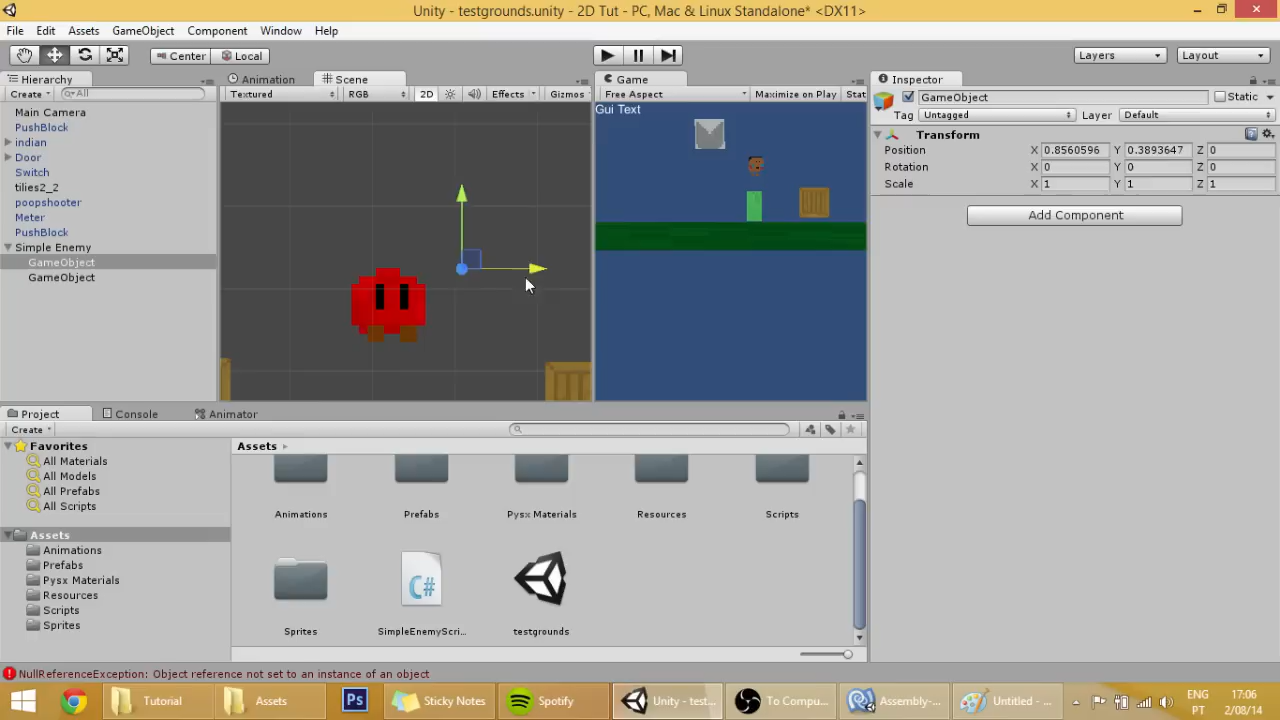 Unity - testgrounds.unity - 2D Tut - PC, Mac & Linux Standalone* <DX11>
File Edit Assets GameObject Component Window Help
Center Local Layers Layout
Hierarchy
Create All
Main Camera
PushBlock
indian
Door
Switch
tilies2_2
poopshooter
Meter
PushBlock
Simple Enemy
GameObject
GameObject
Animation Scene
Textured RGB 2D Effects Gizmos
Game
Free Aspect Maximize on Play Stat
Gui Text
Inspector
GameObject Static
Tag Untagged Layer Default
Transform
Position X 0.8560596 Y 0.3893647 Z 0
Rotation X 0 Y 0 Z 0
Scale X 1 Y 1 Z 1
Add Component
Project Console Animator
Create
Favorites
All Materials
All Models
All Prefabs
All Scripts
Assets
Animations
Prefabs
Pysx Materials
Resources
Scripts
Sprites
Assets
Animations Prefabs Pysx Materials Resources Scripts
Sprites SimpleEnemyScri... testgrounds
NullReferenceException: Object reference not set to an instance of an object
Tutorial Assets Ps Sticky Notes Spotify Unity - test... To Compu... Assembly-... Untitled - ...
ENG
PT
17:06
2/08/14